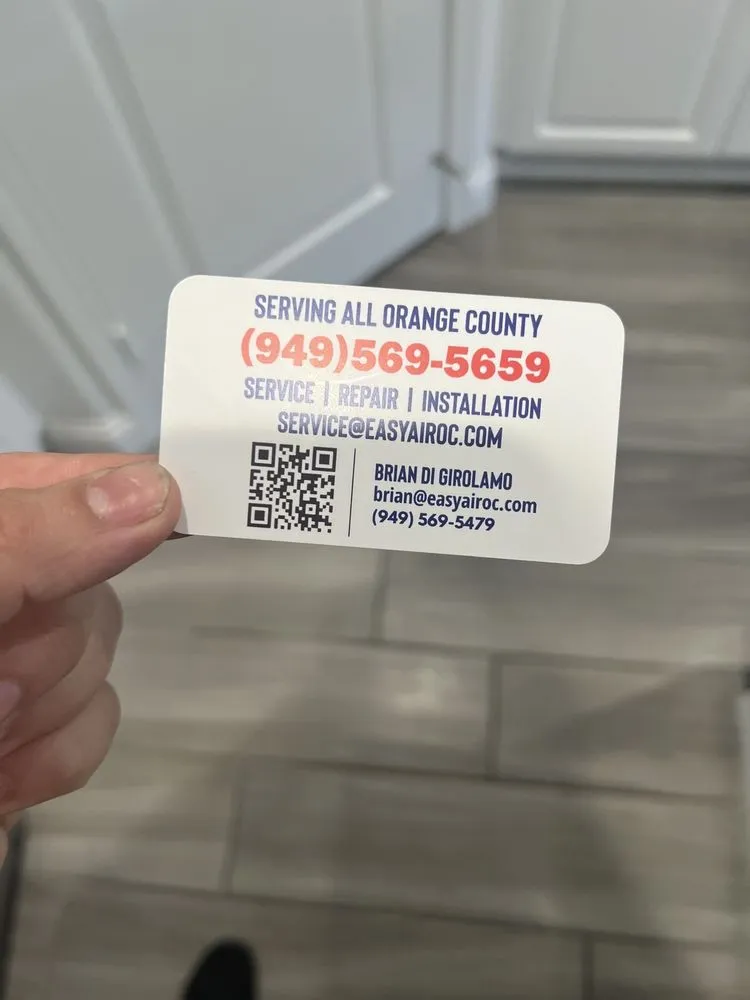 SERVING ALL ORANGE COUNTY
(949)569-5659
SERVICE | REPAIR | INSTALLATION
SERVICE@EASYAIROC.COM
BRIAN DI GIROLAMO
brian@easyairoc.com
(949) 569-5479